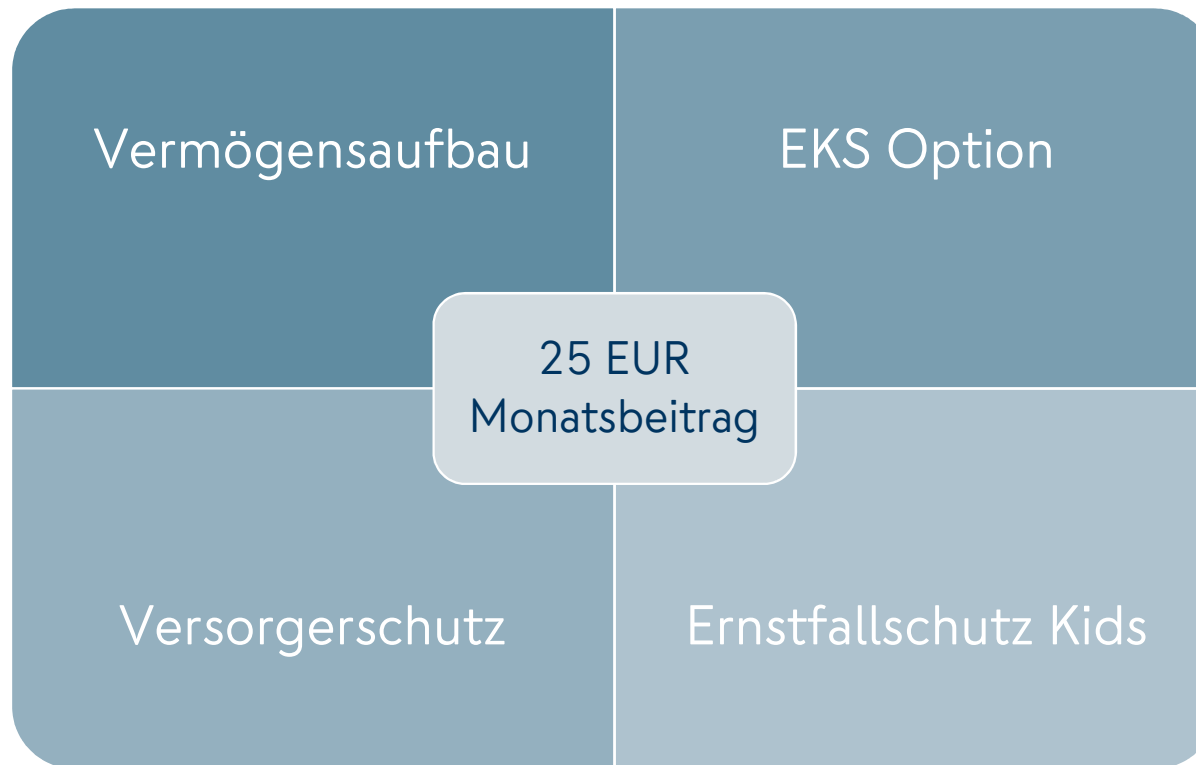 Vermögensaufbau
EKS Option
25 EUR
Monatsbeitrag
Versorgerschutz
Ernstfallschutz Kids